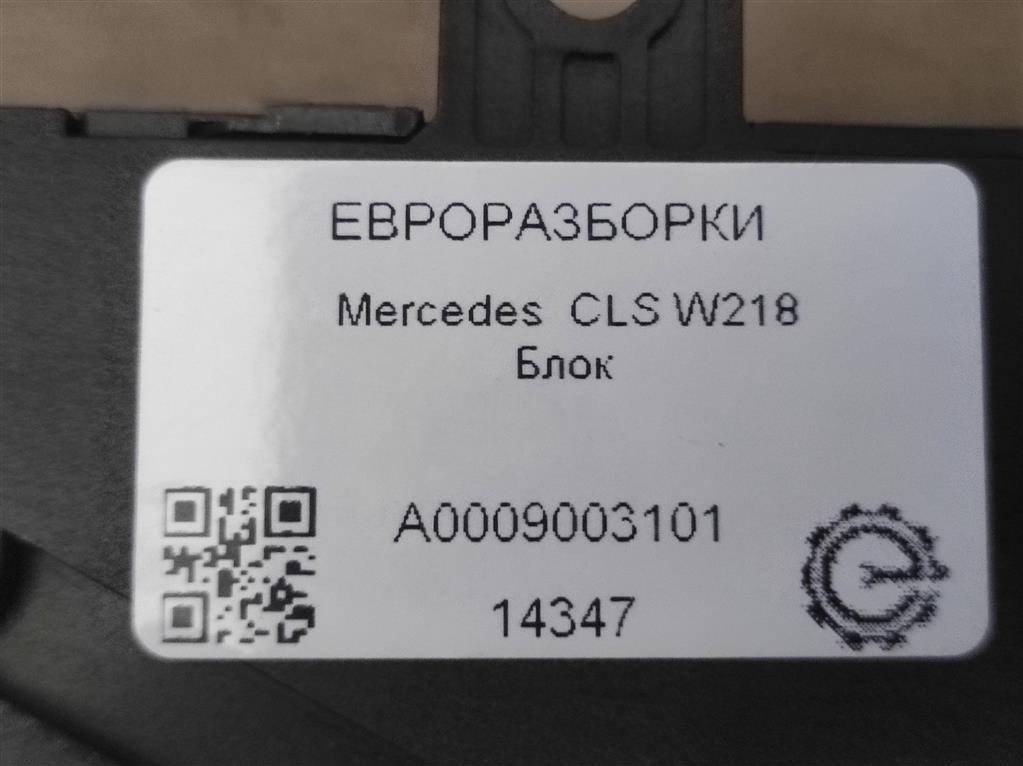 ЕВРОРАЗБОРКИ
Mercedes CLS W218
Блок
A0009003101
14347